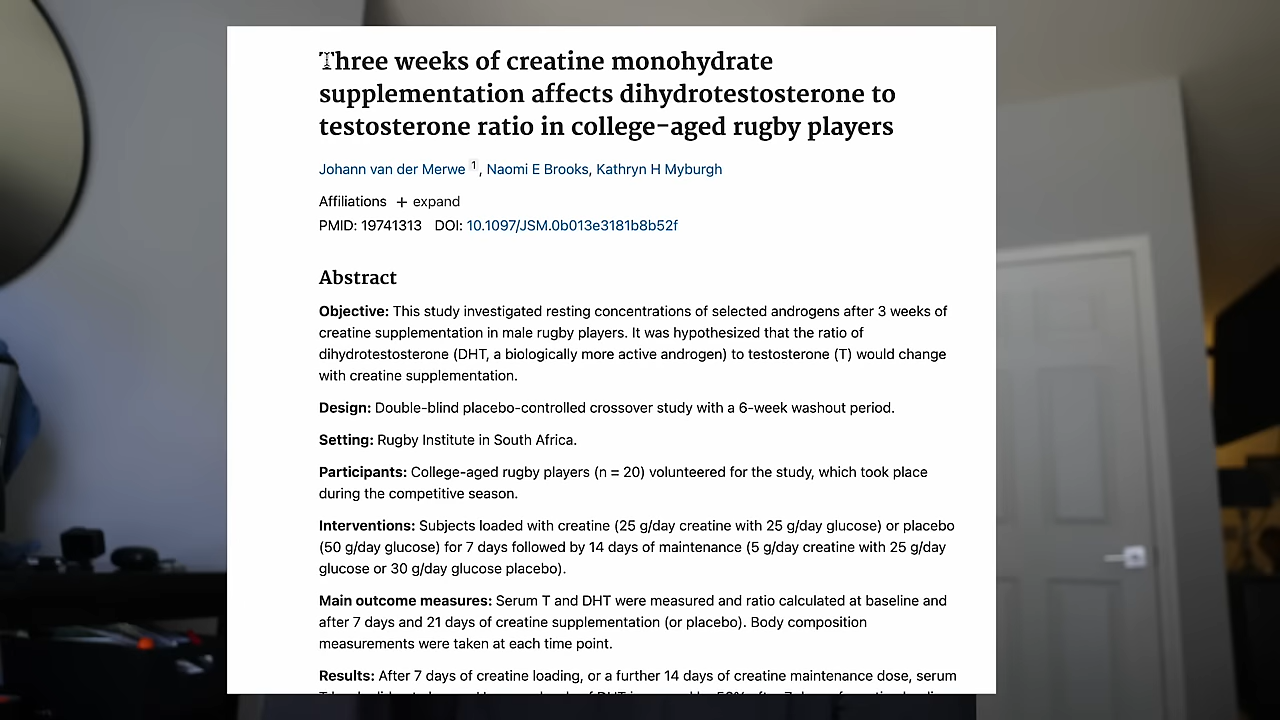 Three weeks of creatine monohydrate
supplementation affects dihydrotestosterone to
testosterone ratio in college-aged rugby players
Johann van der Merwe 1, Naomi E Brooks, Kathryn H Myburgh
Affiliations + expand
PMID: 19741313 DOI: 10.1097/JSM.0b013e3181b8b52f
Abstract
Objective: This study investigated resting concentrations of selected androgens after 3 weeks of
creatine supplementation in male rugby players. It was hypothesized that the ratio of
dihydrotestosterone (DHT, a biologically more active androgen) to testosterone (T) would change
with creatine supplementation.
Design: Double-blind placebo-controlled crossover study with a 6-week washout period.
Setting: Rugby Institute in South Africa.
Participants: College-aged rugby players (n = 20) volunteered for the study, which took place
during the competitive season.
Interventions: Subjects loaded with creatine (25 g/day creatine with 25 g/day glucose) or placebo
(50 g/day glucose) for 7 days followed by 14 days of maintenance (5 g/day creatine with 25 g/day
glucose or 30 g/day glucose placebo).
Main outcome measures: Serum T and DHT were measured and ratio calculated at baseline and
after 7 days and 21 days of creatine supplementation (or placebo). Body composition
measurements were taken at each time point.
Results: After 7 days of creatine loading, or a further 14 days of creatine maintenance dose, serum